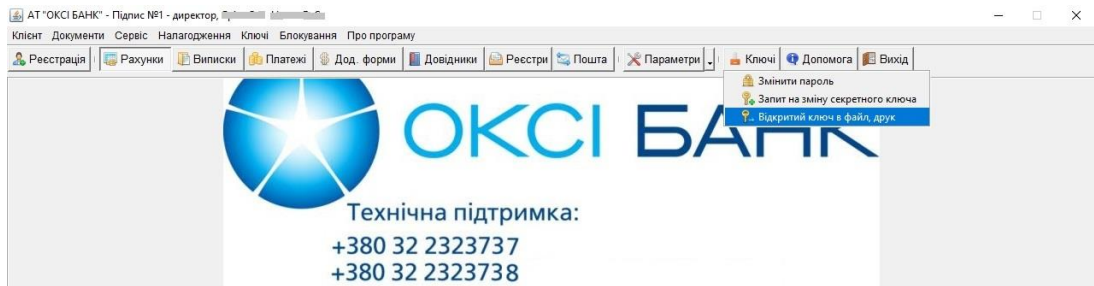 АТ "ОКСІ БАНК" - Підпис №1 - директор,
Клієнт Документи Сервіс Налагодження Ключі Блокування Про програму
Реєстрація Рахунки Виписки Платежі Дод. форми Довідники Реєстри Пошта Параметри Ключі Допомога Вихід
Змінити пароль
Запит на зміну секретного ключа
Відкритий ключ в файл, друк
ОКСІ БАНК
Технічна підтримка:
+380 32 2323737
+380 32 2323738